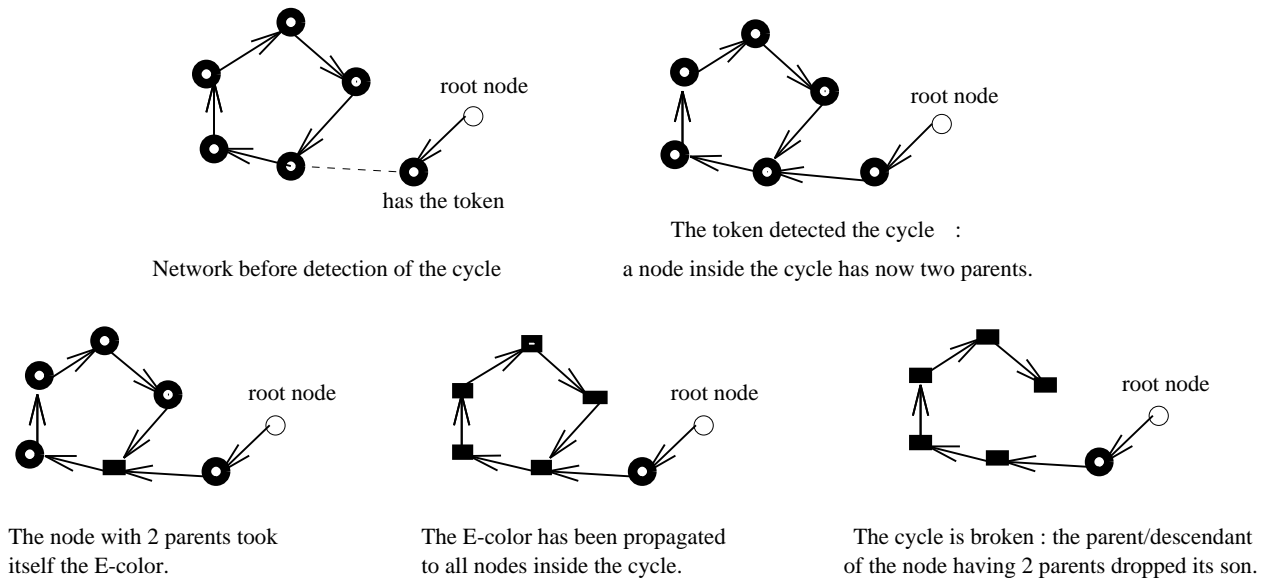 root node
has the token
Network before detection of the cycle
root node
The token detected the cycle :
a node inside the cycle has now two parents.
root node
The node with 2 parents took
itself the E-color.
root node
The E-color has been propagated
to all nodes inside the cycle.
root node
The cycle is broken : the parent/descendant
of the node having 2 parents dropped its son.